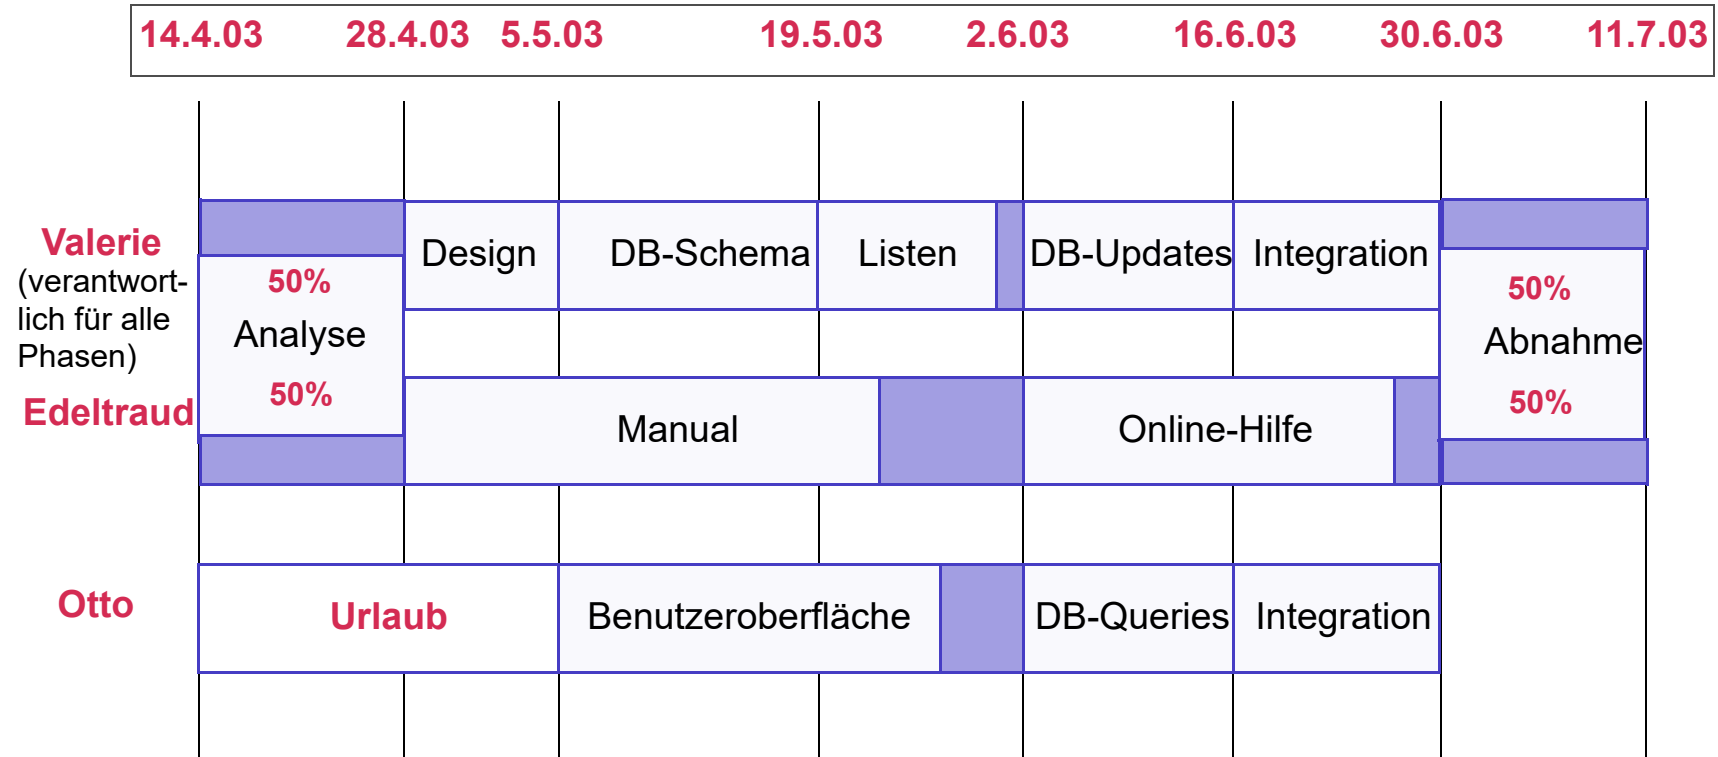 14.4.03 28.4.03 5.5.03 19.5.03 2.6.03 16.6.03 30.6.03 11.7.03
Valerie
(verantwort-
lich für alle
Phasen)
50%
Analyse
50%
Design
DB-Schema
Listen
DB-Updates
Integration
50%
Abnahme
50%
Edeltraud
Manual
Online-Hilfe
Otto
Urlaub
Benutzeroberfläche
DB-Queries
Integration